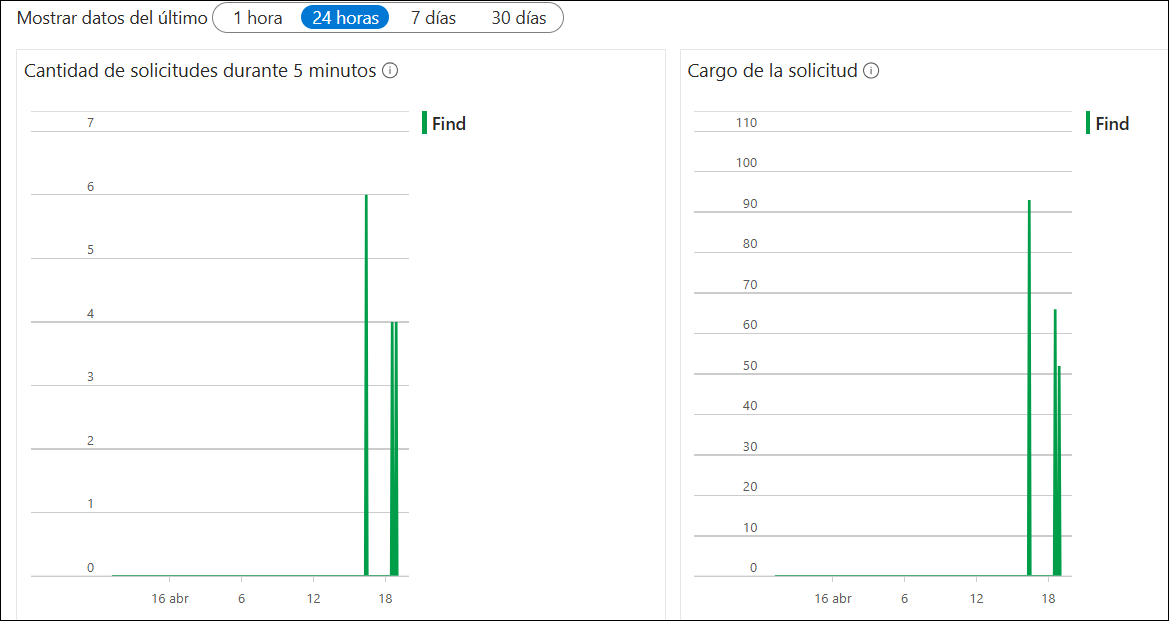 Mostrar datos del último 1 hora 24 horas 7 días 30 días
Cantidad de solicitudes durante 5 minutos
Find
7
6
5
4
3
2
1
0
16 abr 6 12 18
Cargo de la solicitud
Find
110
100
90
80
70
60
50
40
30
20
10
0
16 abr 6 12 18